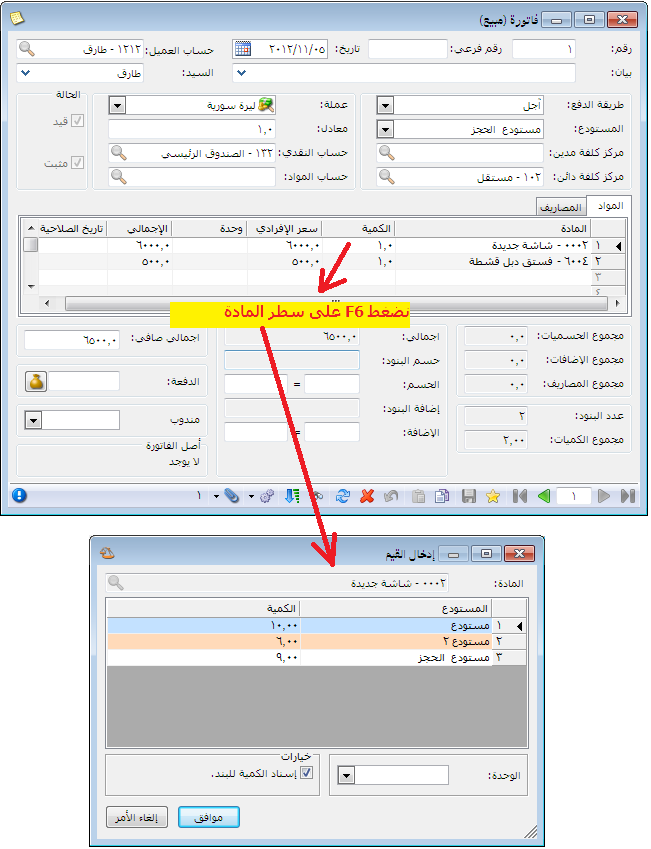 فاتورة (مبيع)
رقم: ١ رقم فرعي: تاريخ: ٢٠١٢/١١/٠٥ حساب العميل: ١٢١٢ - طارق
بيان: السيد: طارق
طريقة الدفع: آجل
المستودع: مستودع الحجز
مركز كلفة مدين:
مركز كلفة دائن: ١٠٢ - مستقل
عملة: ليرة سورية
معادل: ١,٠
حساب النقدي: ١٣٢ - الصندوق الرئيسي
حساب المواد:
الحالة
قيد
مثبت
المواد المصاريف
المادة الكمية سعر الإفرادي وحدة الإجمالي تاريخ الصلاحية
١ ٠٠٠٢ - شاشة جديدة ١,٠ ٦٠٠٠,٠ ٦٠٠٠,٠
٢ ٦٠٠٤ - فستق دبل قشطة ١,٠ ٥٠٠,٠ ٥٠٠,٠
٣
٤
نضغط F6 على سطر المادة
مجموع الحسميات: ٠,٠
مجموع الإضافات: ٠,٠
مجموع المصاريف: ٠,٠
عدد البنود: ٢
مجموع الكميات: ٢,٠٠
اجمالي: ٦٥٠٠,٠
حسم البنود:
الحسم: =
إضافة البنود:
الإضافة: =
اجمالي صافي: ٦٥٠٠,٠
الدفعة:
مندوب
أصل الفاتورة
لا يوجد
١ ١
إدخال القيم
المادة: ٠٠٠٢ - شاشة جديدة
المستودع الكمية
١ مستودع ١٠,٠٠
٢ مستودع ٢ ٦,٠٠
٣ مستودع الحجز ٩,٠٠
الوحدة:
خيارات
إسناد الكمية للبند.
موافق إلغاء الأمر